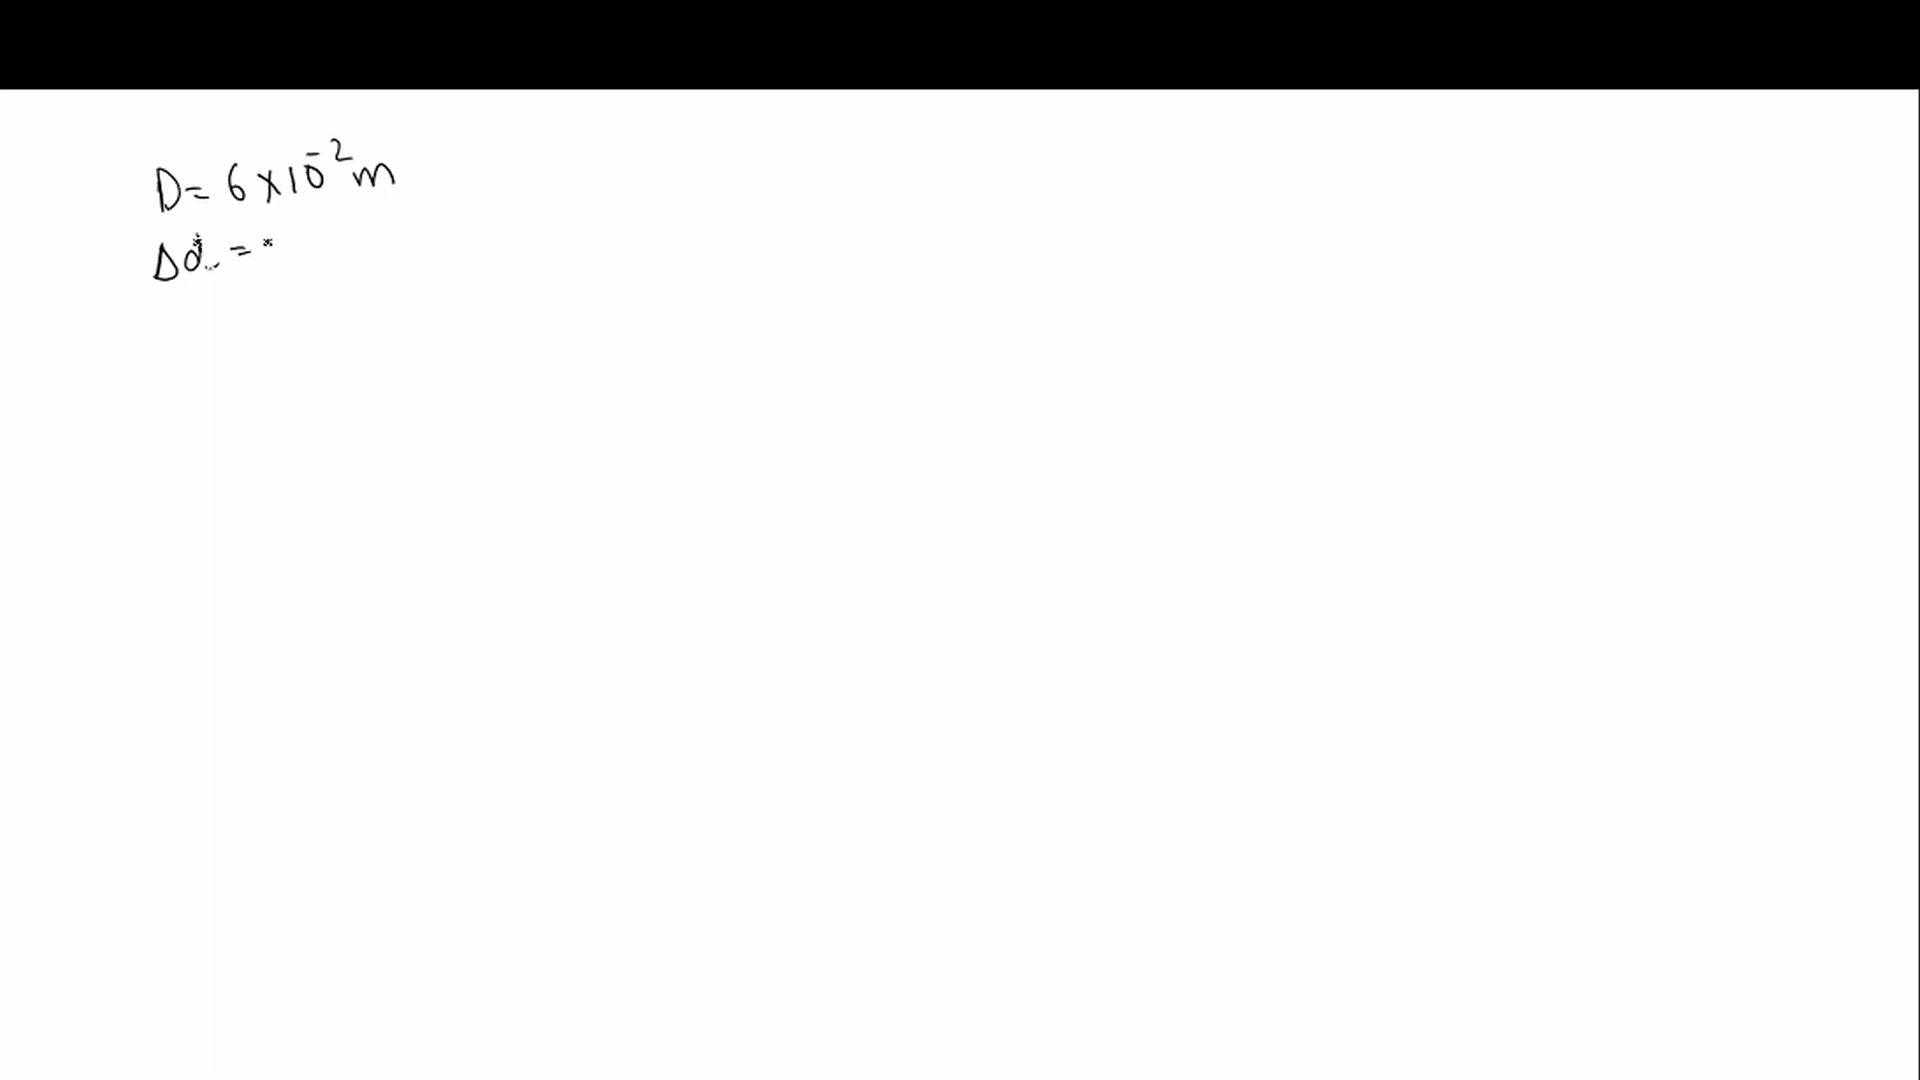 D = 6 × 10⁻² m
Δd =